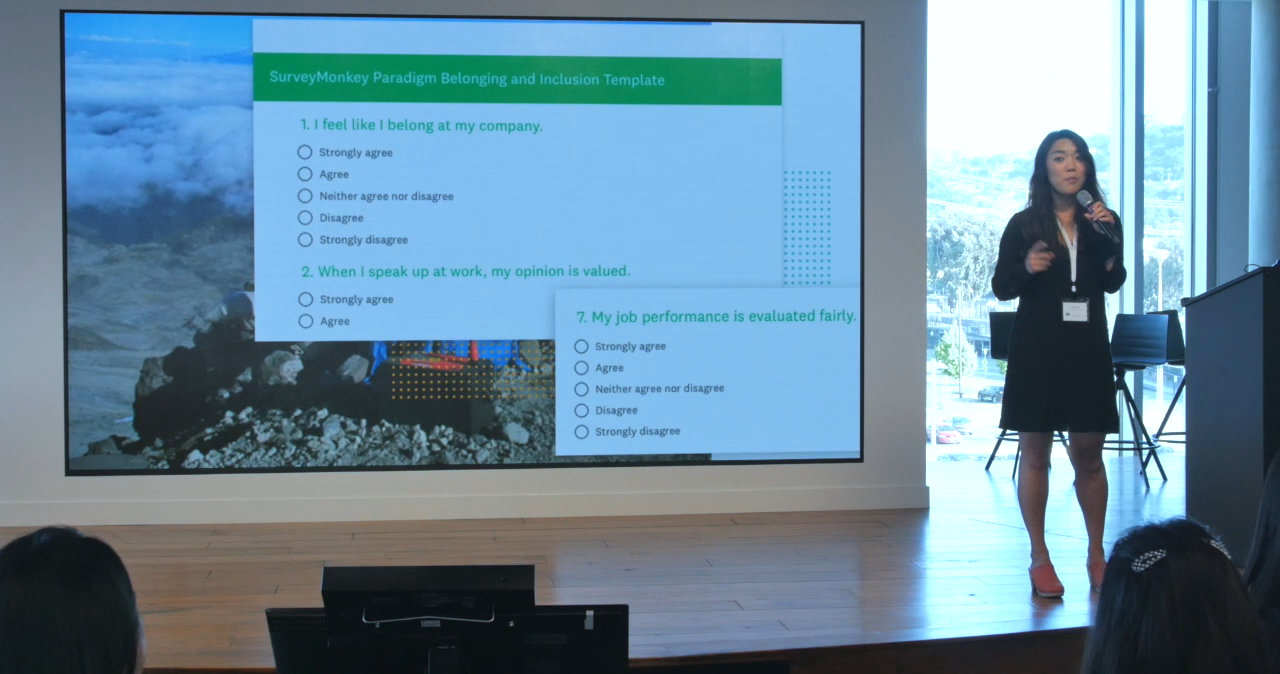 SurveyMonkey Paradigm Belonging and Inclusion Template
1. I feel like I belong at my company.
Strongly agree
Agree
Neither agree nor disagree
Disagree
Strongly disagree
2. When I speak up at work, my opinion is valued.
Strongly agree
Agree
7. My job performance is evaluated fairly.
Strongly agree
Agree
Neither agree nor disagree
Disagree
Strongly disagree